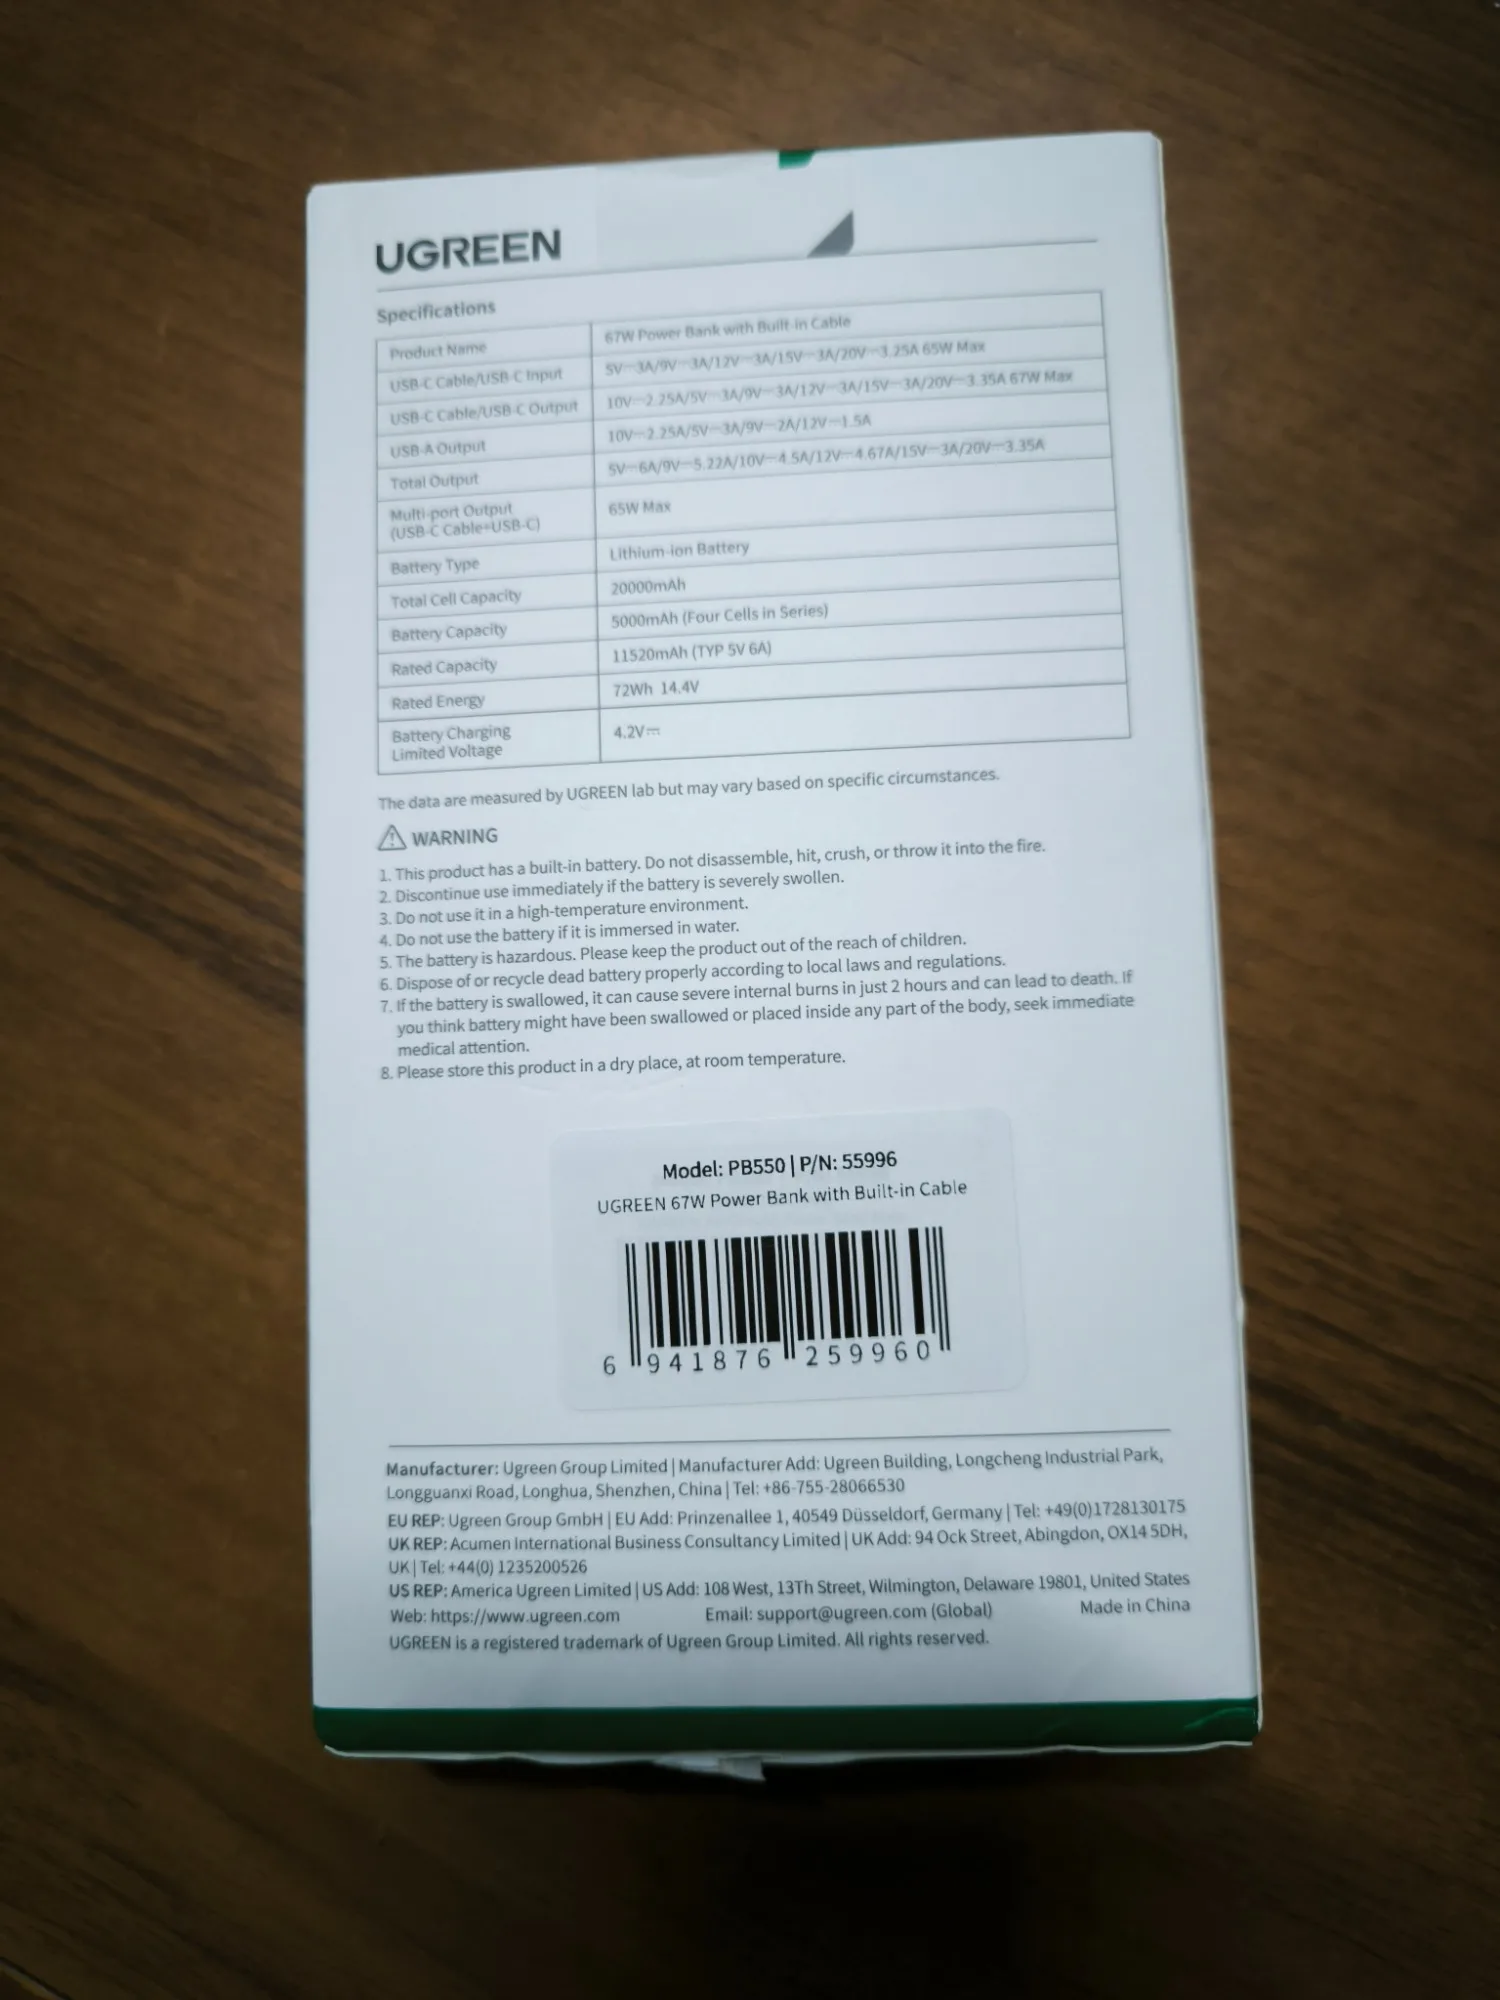 UGREEN
Specifications
Product Name 67W Power Bank with Built-in Cable
USB-C Cable/USB-C Input 5V⎓3A/9V⎓3A/12V⎓3A/15V⎓3A/20V⎓3.25A 65W Max
USB-C Cable/USB-C Output 10V⎓2.25A/5V⎓3A/9V⎓3A/12V⎓3A/15V⎓3A/20V⎓3.35A 67W Max
USB-A Output 10V⎓2.25A/5V⎓3A/9V⎓2A/12V⎓1.5A
Total Output 5V⎓6A/9V⎓5.22A/10V⎓4.5A/12V⎓4.67A/15V⎓3A/20V⎓3.35A
Multi-port Output
(USB-C Cable+USB-C) 65W Max
Battery Type Lithium-ion Battery
Total Cell Capacity 20000mAh
Battery Capacity 5000mAh (Four Cells in Series)
Rated Capacity 11520mAh (TYP 5V 6A)
Rated Energy 72Wh 14.4V
Battery Charging
Limited Voltage 4.2V⎓
The data are measured by UGREEN lab but may vary based on specific circumstances.
WARNING
1. This product has a built-in battery. Do not disassemble, hit, crush, or throw it into the fire.
2. Discontinue use immediately if the battery is severely swollen.
3. Do not use it in a high-temperature environment.
4. Do not use the battery if it is immersed in water.
5. The battery is hazardous. Please keep the product out of the reach of children.
6. Dispose of or recycle dead battery properly according to local laws and regulations.
7. If the battery is swallowed, it can cause severe internal burns in just 2 hours and can lead to death. If
you think battery might have been swallowed or placed inside any part of the body, seek immediate
medical attention.
8. Please store this product in a dry place, at room temperature.
Model: PB550 | P/N: 55996
UGREEN 67W Power Bank with Built-in Cable
6 941876 259960
Manufacturer: Ugreen Group Limited | Manufacturer Add: Ugreen Building, Longcheng Industrial Park,
Longguanxi Road, Longhua, Shenzhen, China | Tel: +86-755-28066530
EU REP: Ugreen Group GmbH | EU Add: Prinzenallee 1, 40549 Düsseldorf, Germany | Tel: +49(0)1728130175
UK REP: Acumen International Business Consultancy Limited | UK Add: 94 Ock Street, Abingdon, OX14 5DH,
UK | Tel: +44(0) 1235200526
US REP: America Ugreen Limited | US Add: 108 West, 13Th Street, Wilmington, Delaware 19801, United States
Web: https://www.ugreen.com Email: support@ugreen.com (Global) Made in China
UGREEN is a registered trademark of Ugreen Group Limited. All rights reserved.